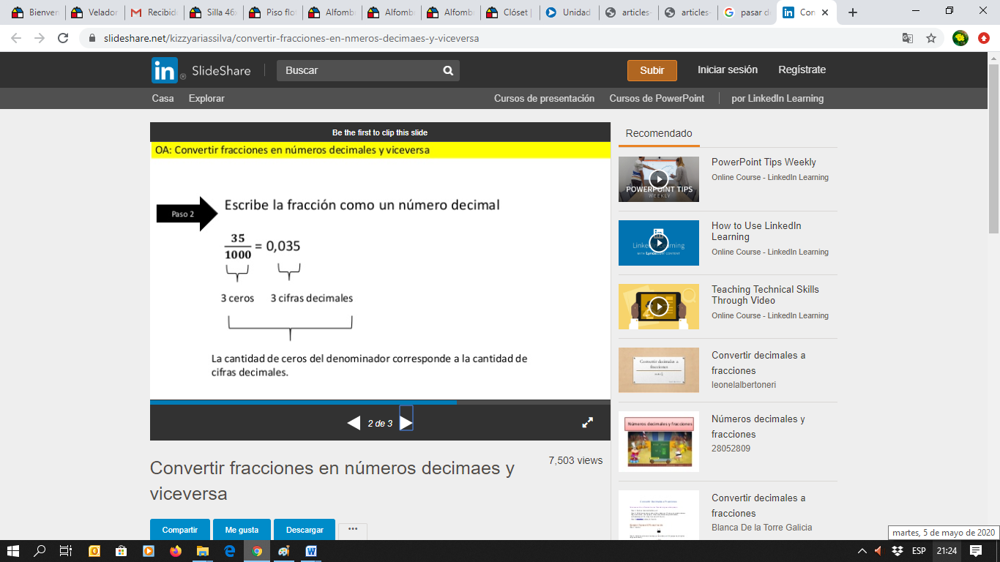 Bienven
Velador
Recibid
Silla 46
Piso flo
Alfomb
Alfomb
Alfomb
Clóset |
Unidad
articles-
articles-
pasar d
Con
slideshare.net/kizzyariassilva/convertir-fracciones-en-nmeros-decimaes-y-viceversa
in SlideShare
Buscar
Subir
Iniciar sesión
Regístrate
Casa
Explorar
Cursos de presentación
Cursos de PowerPoint
por LinkedIn Learning
Be the first to clip this slide
OA: Convertir fracciones en números decimales y viceversa
Paso 2
Escribe la fracción como un número decimal
35
1000
= 0,035
3 ceros
3 cifras decimales
La cantidad de ceros del denominador corresponde a la cantidad de
cifras decimales.
2 de 3
Convertir fracciones en números decimaes y
viceversa
7,503 views
Compartir
Me gusta
Descargar
Recomendado
POWERPOINT TIPS
WEEKLY
PowerPoint Tips Weekly
Online Course - LinkedIn Learning
How to Use LinkedIn
Learning
Online Course - LinkedIn Learning
Teaching Technical Skills
Through Video
Online Course - LinkedIn Learning
Convertir decimales a
fracciones
Convertir decimales a
fracciones
leonelalbertoneri
Números decimales y fracciones
Números decimales y
fracciones
28052809
Convertir decimales a
fracciones
Blanca De la Torre Galicia
martes, 5 de mayo de 2020
ESP
21:24